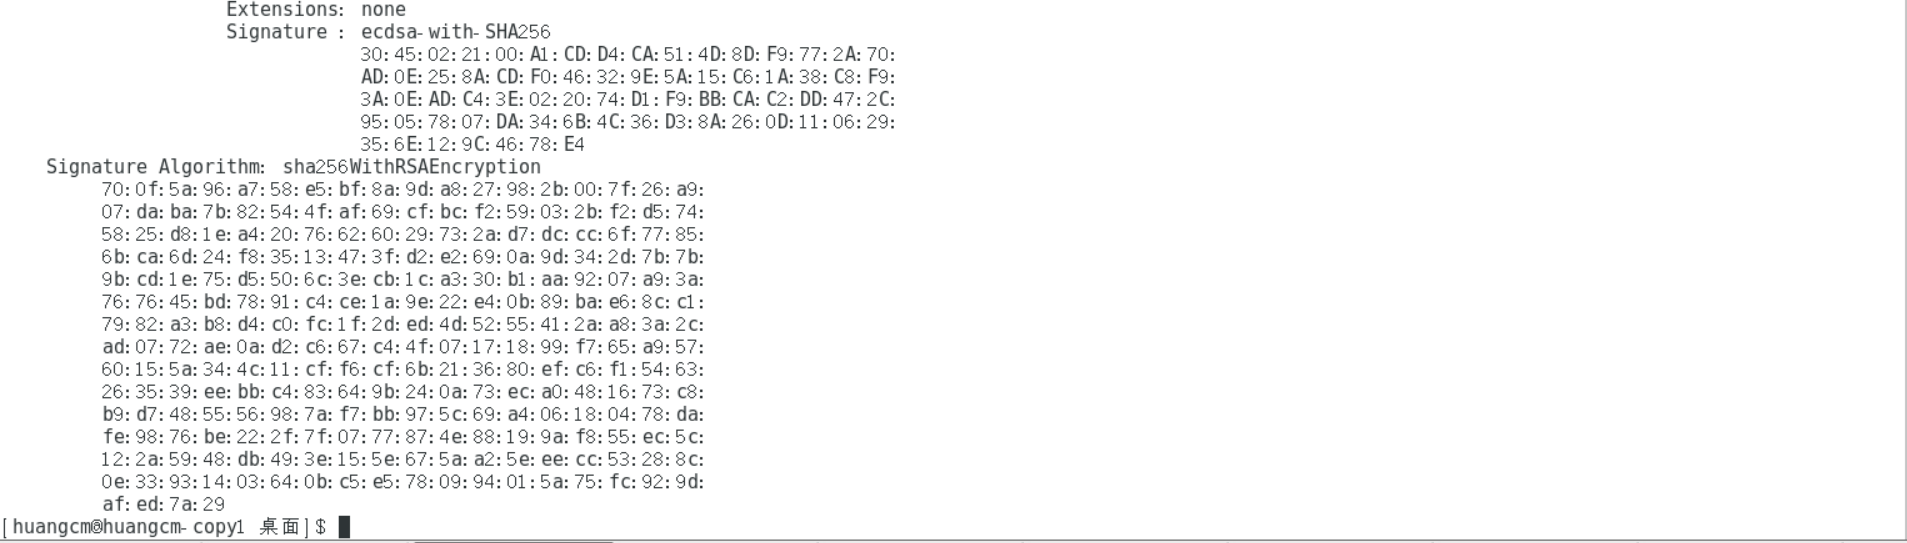 Extensions: none
Signature : ecdsa-with-SHA256
30:45:02:21:00:A1:CD:D4:CA:51:4D:8D:F9:77:2A:70:
AD:0E:25:8A:CD:F0:46:32:9E:5A:15:C6:1A:38:C8:F9:
3A:0E:AD:C4:3E:02:20:74:D1:F9:BB:CA:C2:DD:47:2C:
95:05:78:07:DA:34:6B:4C:36:D3:8A:26:0D:11:06:29:
35:6E:12:9C:46:78:E4
Signature Algorithm: sha256WithRSAEncryption
70:0f:5a:96:a7:58:e5:bf:8a:9d:a8:27:98:2b:00:7f:26:a9:
07:da:ba:7b:82:54:4f:af:69:cf:bc:f2:59:03:2b:f2:d5:74:
58:25:d8:1e:a4:20:76:62:60:29:73:2a:d7:dc:cc:6f:77:85:
6b:ca:6d:24:f8:35:13:47:3f:d2:e2:69:0a:9d:34:2d:7b:7b:
9b:cd:1e:75:d5:50:6c:3e:cb:1c:a3:30:b1:aa:92:07:a9:3a:
76:76:45:bd:78:91:c4:ce:1a:9e:22:e4:0b:89:ba:e6:8c:c1:
79:82:a3:b8:d4:c0:fc:1f:2d:ed:4d:52:55:41:2a:a8:3a:2c:
ad:07:72:ae:0a:d2:c6:67:c4:4f:07:17:18:99:f7:65:a9:57:
60:15:5a:34:4c:11:cf:f6:cf:6b:21:36:80:ef:c6:f1:54:63:
26:35:39:ee:bb:c4:83:64:9b:24:0a:73:ec:a0:48:16:73:c8:
b9:d7:48:55:56:98:7a:f7:bb:97:5c:69:a4:06:18:04:78:da:
fe:98:76:be:22:2f:7f:07:77:87:4e:88:19:9a:f8:55:ec:5c:
12:2a:59:48:db:49:3e:15:5e:67:5a:a2:5e:ee:cc:53:28:8c:
0e:33:93:14:03:64:0b:c5:e5:78:09:94:01:5a:75:fc:92:9d:
af:ed:7a:29
[huangcm@huangcm-copy1 桌面]$